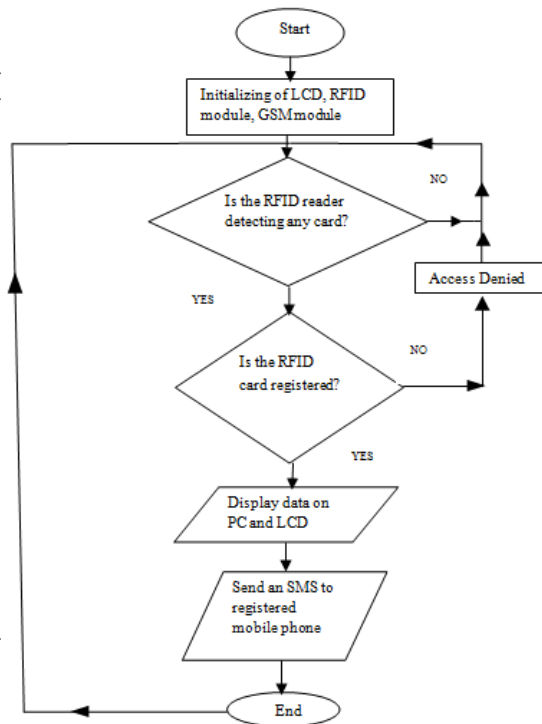 Start
Initializing of LCD, RFID
module, GSM module
Is the RFID reader
detecting any card?
NO
Access Denied
YES
Is the RFID
card registered?
NO
YES
Display data on
PC and LCD
Send an SMS to
registered
mobile phone
End